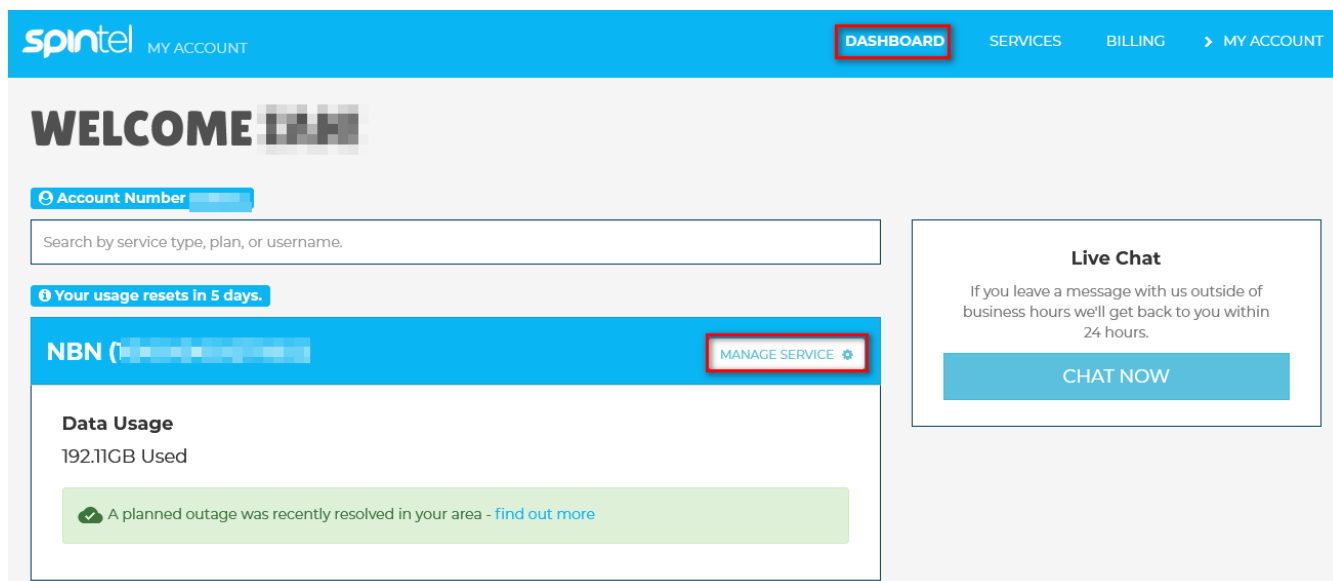 spintel MY ACCOUNT
DASHBOARD SERVICES BILLING MY ACCOUNT
WELCOME
Account Number
Search by service type, plan, or username.
Your usage resets in 5 days.
NBN (
MANAGE SERVICE
Data Usage
192.11GB Used
A planned outage was recently resolved in your area - find out more
Live Chat
If you leave a message with us outside of
business hours we'll get back to you within
24 hours.
CHAT NOW